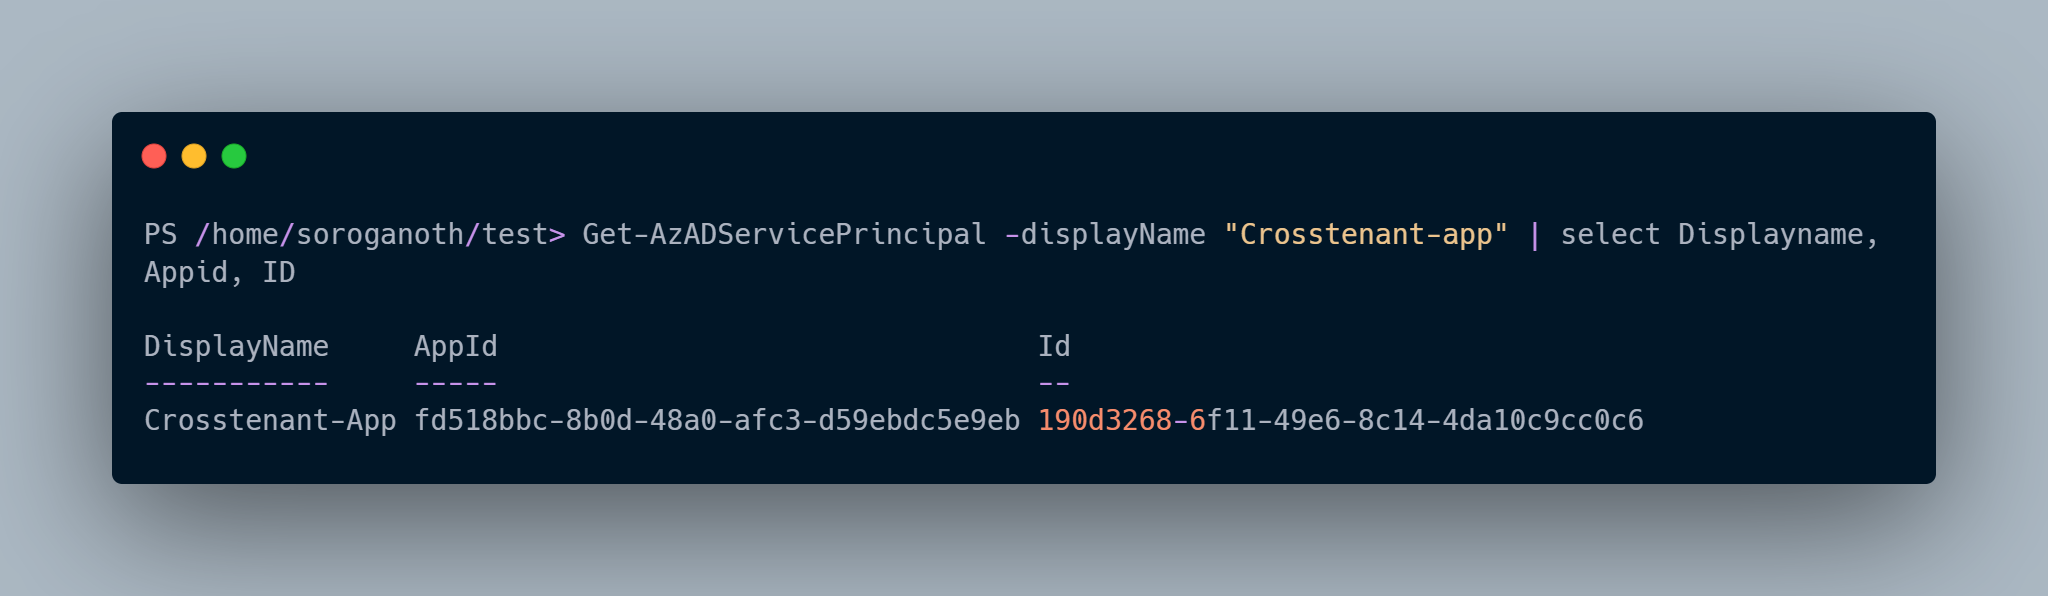 PS /home/soroganoth/test> Get-AzADServicePrincipal -displayName "Crosstenant-app" | select Displayname,
Appid, ID
DisplayName     AppId                                Id
-----------     -----                                --
Crosstenant-App fd518bbc-8b0d-48a0-afc3-d59ebdc5e9eb 190d3268-6f11-49e6-8c14-4da10c9cc0c6